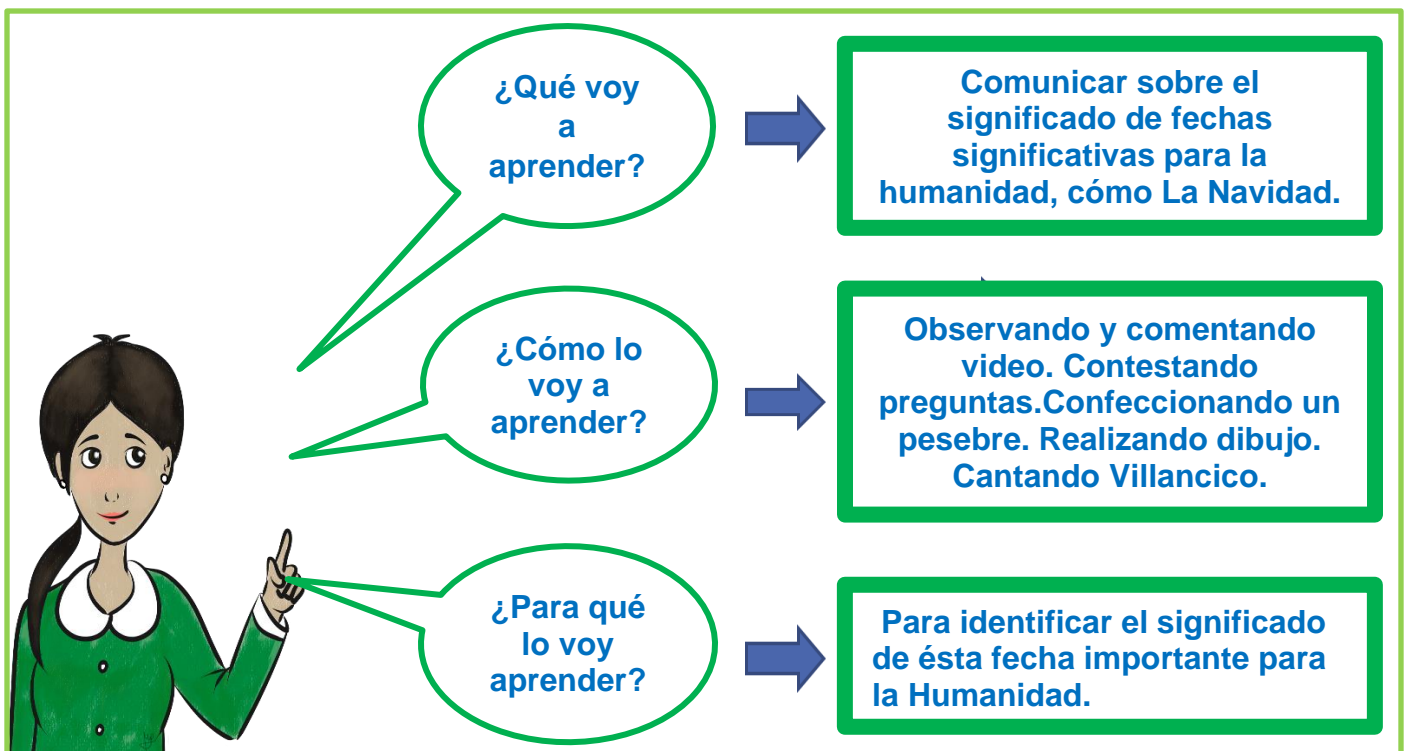 ¿Qué voy
a
aprender?
Comunicar sobre el
significado de fechas
significativas para la
humanidad, cómo La Navidad.
¿Cómo lo
voy a
aprender?
Observando y comentando
video. Contestando
preguntas.Confeccionando un
pesebre. Realizando dibujo.
Cantando Villancico.
¿Para qué
lo voy
aprender?
Para identificar el significado
de ésta fecha importante para
la Humanidad.